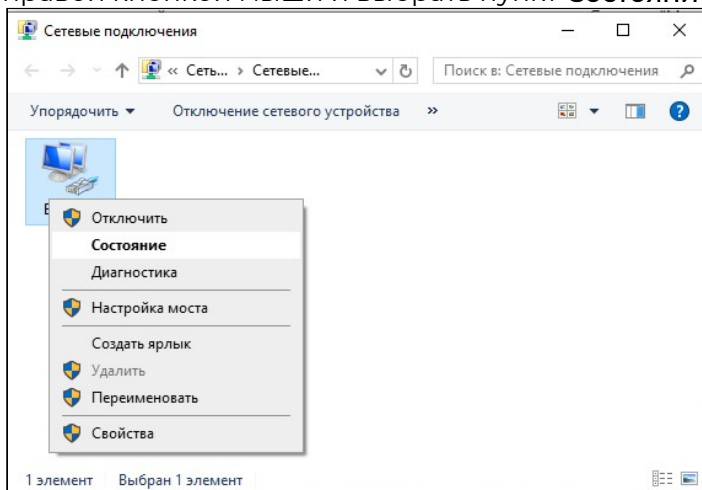 правой кнопкой мыши и выбрать пункт Состояни
Сетевые подключения
« Сеть... › Сетевые...
Поиск в: Сетевые подключения
Упорядочить
Отключение сетевого устройства »
E
Отключить
Состояние
Диагностика
Настройка моста
Создать ярлык
Удалить
Переименовать
Свойства
1 элемент Выбран 1 элемент